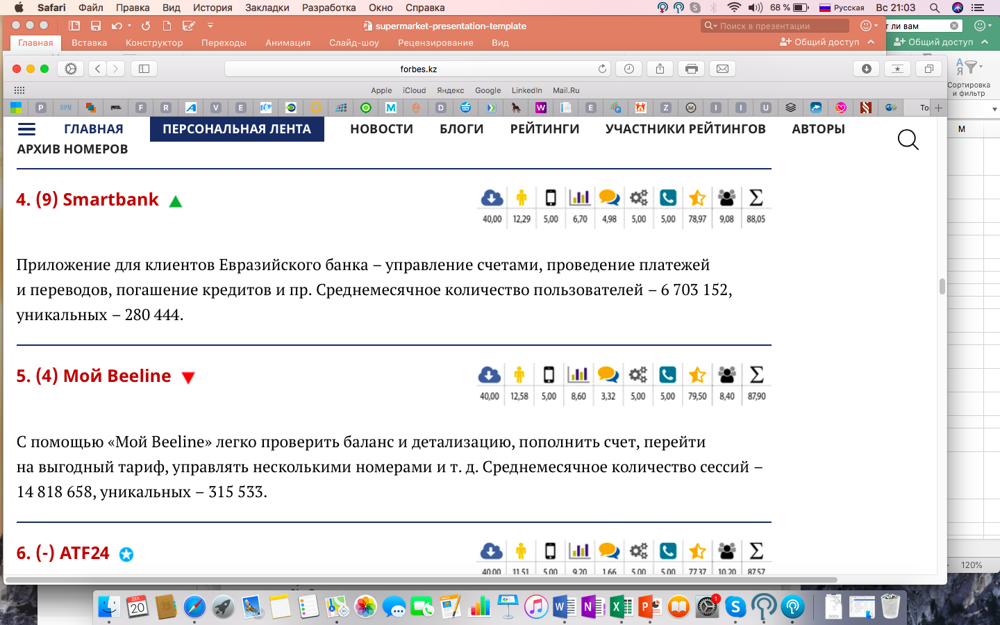 Safari Файл Правка Вид История Закладки Разработка Окно Справка 68 % Русская Вс 21:03
supermarket-presentation-template Поиск в презентации т ли вам
Главная Вставка Конструктор Переходы Анимация Слайд-шоу Рецензирование Вид Общий доступ Общий доступ
forbes.kz
Сортировка
и фильтр
Apple iCloud Яндекс Google LinkedIn Mail.Ru
To
M
ГЛАВНАЯ ПЕРСОНАЛЬНАЯ ЛЕНТА НОВОСТИ БЛОГИ РЕЙТИНГИ УЧАСТНИКИ РЕЙТИНГОВ АВТОРЫ
АРХИВ НОМЕРОВ
4. (9) Smartbank
40,00 12,29 5,00 6,70 4,98 5,00 5,00 78,97 9,08 88,05
Приложение для клиентов Евразийского банка – управление счетами, проведение платежей
и переводов, погашение кредитов и пр. Среднемесячное количество пользователей – 6 703 152,
уникальных – 280 444.
5. (4) Мой Beeline
40,00 12,58 5,00 8,60 3,32 5,00 5,00 79,50 8,40 87,90
С помощью «Мой Beeline» легко проверить баланс и детализацию, пополнить счет, перейти
на выгодный тариф, управлять несколькими номерами и т. д. Среднемесячное количество сессий –
14 818 658, уникальных – 315 533.
6. (-) ATF24
40,00 11,51 5,00 9,20 1,66 5,00 5,00 77,37 10,20 87,57
120%
ДЕК.
20
1
DOCX